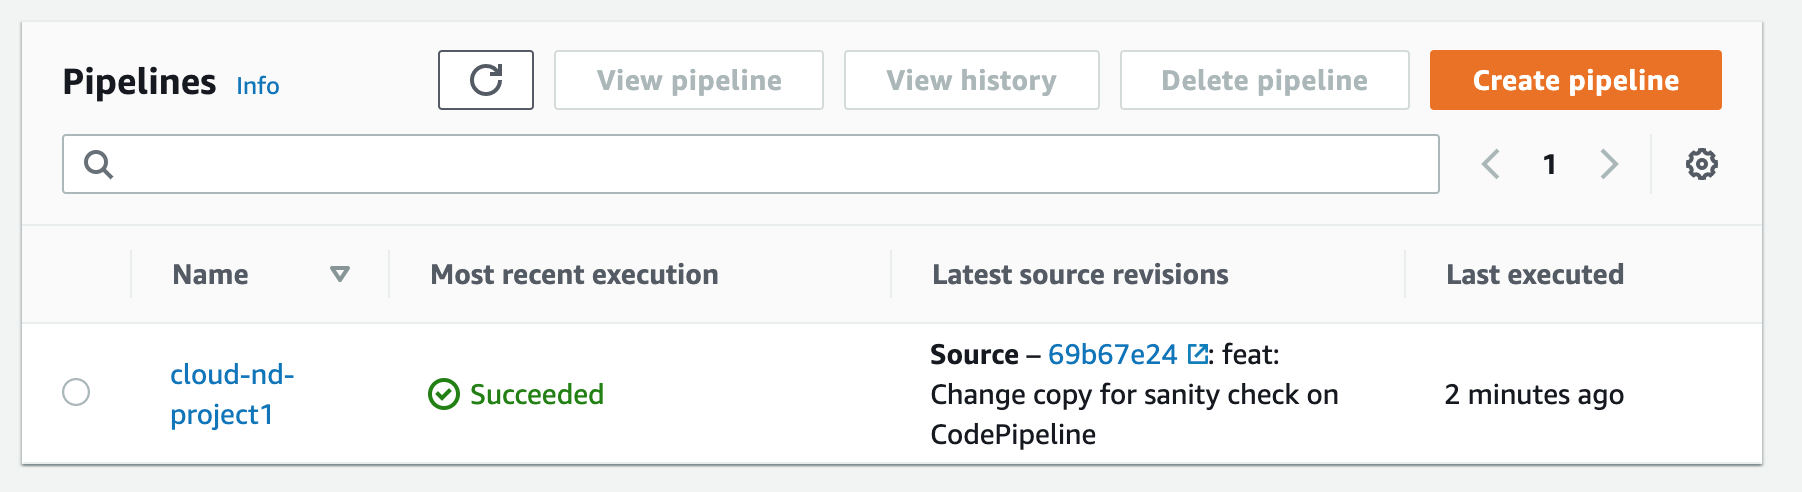 Pipelines Info
View pipeline
View history
Delete pipeline
Create pipeline
1
Name
Most recent execution
Latest source revisions
Last executed
cloud-nd-
project1
Succeeded
Source – 69b67e24 : feat:
Change copy for sanity check on
CodePipeline
2 minutes ago